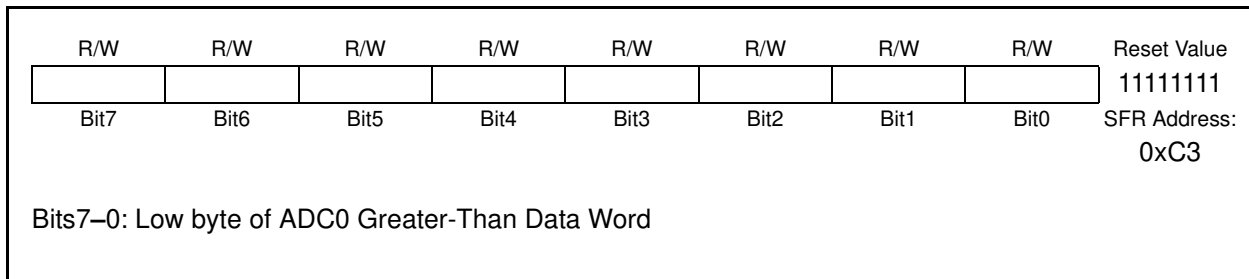 R/W R/W R/W R/W R/W R/W R/W R/W Reset Value
11111111
Bit7 Bit6 Bit5 Bit4 Bit3 Bit2 Bit1 Bit0 SFR Address:
0xC3
Bits7–0: Low byte of ADC0 Greater-Than Data Word